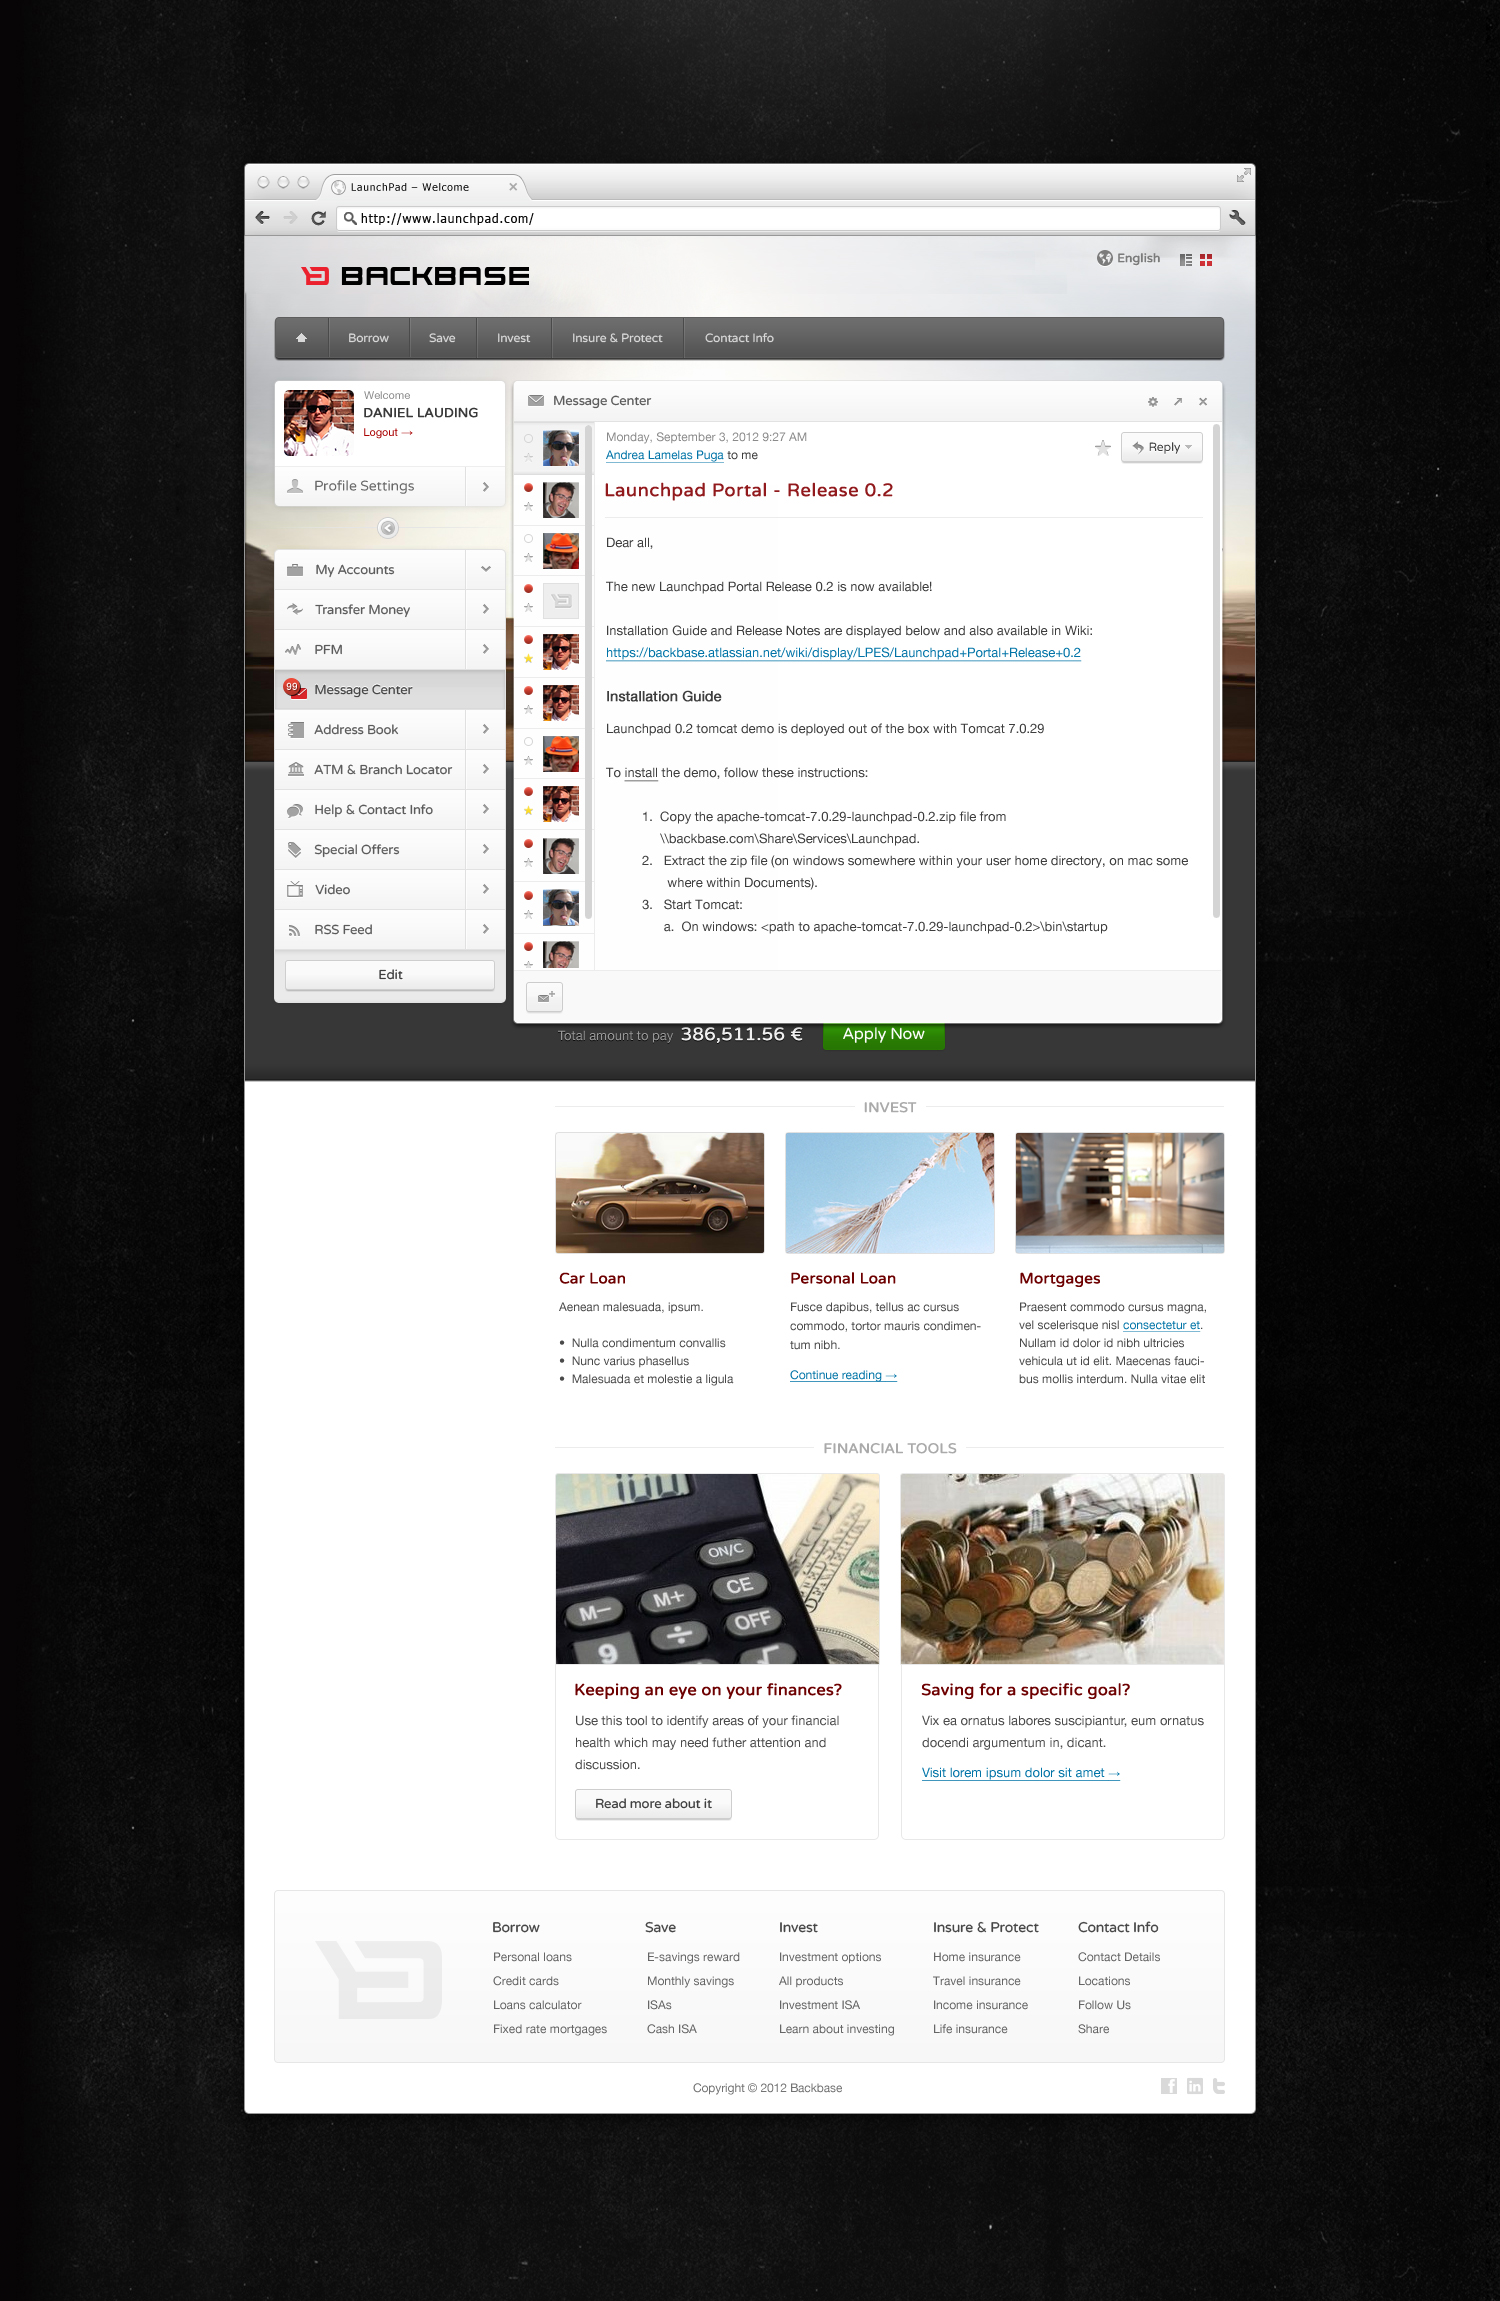 LaunchPad – Welcome
http://www.launchpad.com/
BACKBASE
English
Borrow
Save
Invest
Insure & Protect
Contact Info
Welcome
DANIEL LAUDING
Logout →
Profile Settings
My Accounts
Transfer Money
PFM
99
Message Center
Address Book
ATM & Branch Locator
Help & Contact Info
Special Offers
Video
RSS Feed
Edit
Message Center
Monday, September 3, 2012 9:27 AM
Andrea Lamelas Puga to me
Reply
Launchpad Portal - Release 0.2
Dear all,
The new Launchpad Portal Release 0.2 is now available!
Installation Guide and Release Notes are displayed below and also available in Wiki:
https://backbase.atlassian.net/wiki/display/LPES/Launchpad+Portal+Release+0.2
Installation Guide
Launchpad 0.2 tomcat demo is deployed out of the box with Tomcat 7.0.29
To install the demo, follow these instructions:
1. Copy the apache-tomcat-7.0.29-launchpad-0.2.zip file from
\\backbase.com\Share\Services\Launchpad.
2. Extract the zip file (on windows somewhere within your user home directory, on mac some
where within Documents).
3. Start Tomcat:
a. On windows: <path to apache-tomcat-7.0.29-launchpad-0.2>\bin\startup
Total amount to pay 386,511.56 €
Apply Now
INVEST
Car Loan
Aenean malesuada, ipsum.
• Nulla condimentum convallis
• Nunc varius phasellus
• Malesuada et molestie a ligula
Personal Loan
Fusce dapibus, tellus ac cursus
commodo, tortor mauris condimen-
tum nibh.
Continue reading →
Mortgages
Praesent commodo cursus magna,
vel scelerisque nisl consectetur et.
Nullam id dolor id nibh ultricies
vehicula ut id elit. Maecenas fauci-
bus mollis interdum. Nulla vitae elit
FINANCIAL TOOLS
100
ON/C
M− M+ CE
9 ÷ OFF
√
Keeping an eye on your finances?
Use this tool to identify areas of your financial
health which may need futher attention and
discussion.
Read more about it
Saving for a specific goal?
Vix ea ornatus labores suscipiantur, eum ornatus
docendi argumentum in, dicant.
Visit lorem ipsum dolor sit amet →
Borrow
Personal loans
Credit cards
Loans calculator
Fixed rate mortgages
Save
E-savings reward
Monthly savings
ISAs
Cash ISA
Invest
Investment options
All products
Investment ISA
Learn about investing
Insure & Protect
Home insurance
Travel insurance
Income insurance
Life insurance
Contact Info
Contact Details
Locations
Follow Us
Share
Copyright © 2012 Backbase